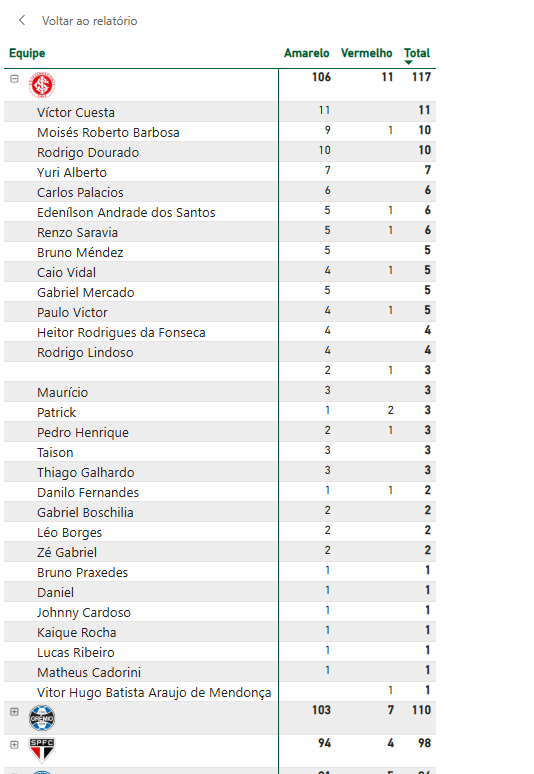 Voltar ao relatório
Equipe Amarelo Vermelho Total
106 11 117
Víctor Cuesta 11 11
Moisés Roberto Barbosa 9 1 10
Rodrigo Dourado 10 10
Yuri Alberto 7 7
Carlos Palacios 6 6
Edenílson Andrade dos Santos 5 1 6
Renzo Saravia 5 1 6
Bruno Méndez 5 5
Caio Vidal 4 1 5
Gabriel Mercado 5 5
Paulo Victor 4 1 5
Heitor Rodrigues da Fonseca 4 4
Rodrigo Lindoso 4 4
2 1 3
Maurício 3 3
Patrick 1 2 3
Pedro Henrique 2 1 3
Taison 3 3
Thiago Galhardo 3 3
Danilo Fernandes 1 1 2
Gabriel Boschilia 2 2
Léo Borges 2 2
Zé Gabriel 2 2
Bruno Praxedes 1 1
Daniel 1 1
Johnny Cardoso 1 1
Kaique Rocha 1 1
Lucas Ribeiro 1 1
Matheus Cadorini 1 1
Vitor Hugo Batista Araujo de Mendonça 1 1
GRÊMIO 103 7 110
SPFC 94 4 98